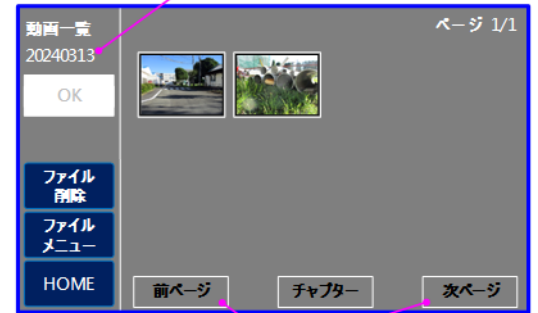 動画一覧
ページ 1/1
20240313
OK
ファイル
削除
ファイル
メニュー
HOME
前ページ
チャプター
次ページ